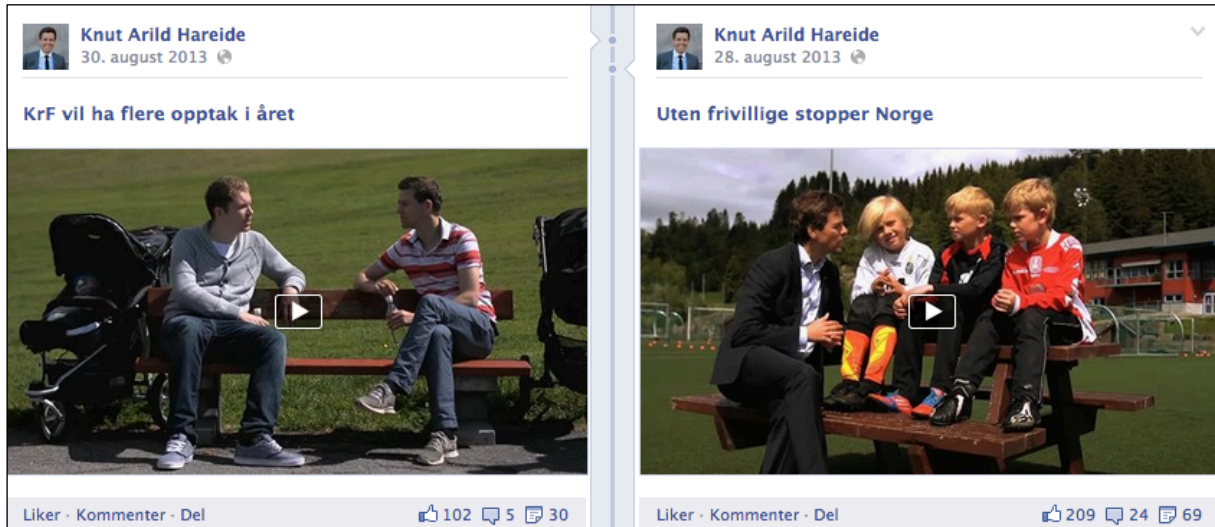 Knut Arild Hareide
30. august 2013
KrF vil ha flere opptak i året
Liker · Kommenter · Del
102 5 30
Knut Arild Hareide
28. august 2013
Uten frivillige stopper Norge
Liker · Kommenter · Del
209 24 69